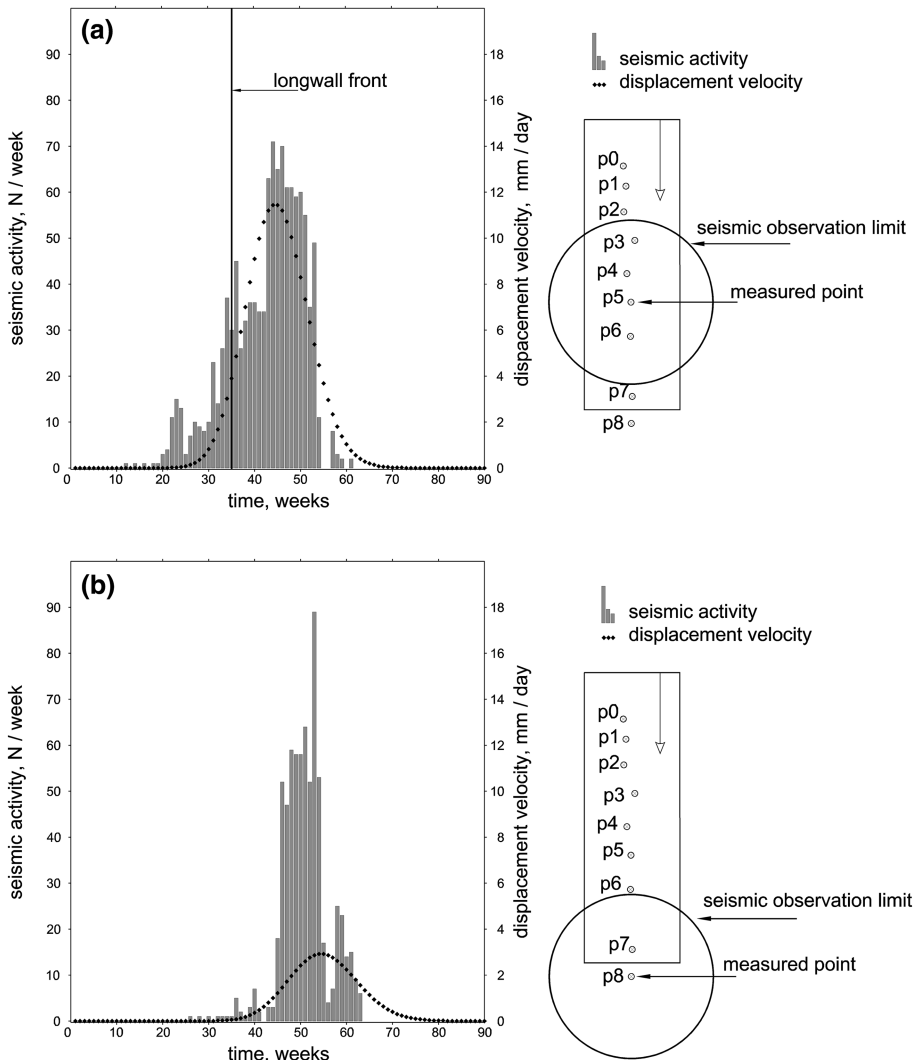 (a)
longwall front
90
80
70
60
50
40
30
20
10
0
seismic activity, N / week
18
16
14
12
10
8
6
4
2
0
dispacement velocity, mm / day
0 10 20 30 40 50 60 70 80 90
time, weeks
seismic activity
displacement velocity
p0
p1
p2
seismic observation limit
p3
p4
p5
measured point
p6
p7
p8
(b)
90
80
70
60
50
40
30
20
10
0
seismic activity, N / week
18
16
14
12
10
8
6
4
2
0
displacement velocity, mm / day
0 10 20 30 40 50 60 70 80 90
time, weeks
seismic activity
displacement velocity
p0
p1
p2
p3
p4
p5
p6
seismic observation limit
p7
measured point
p8